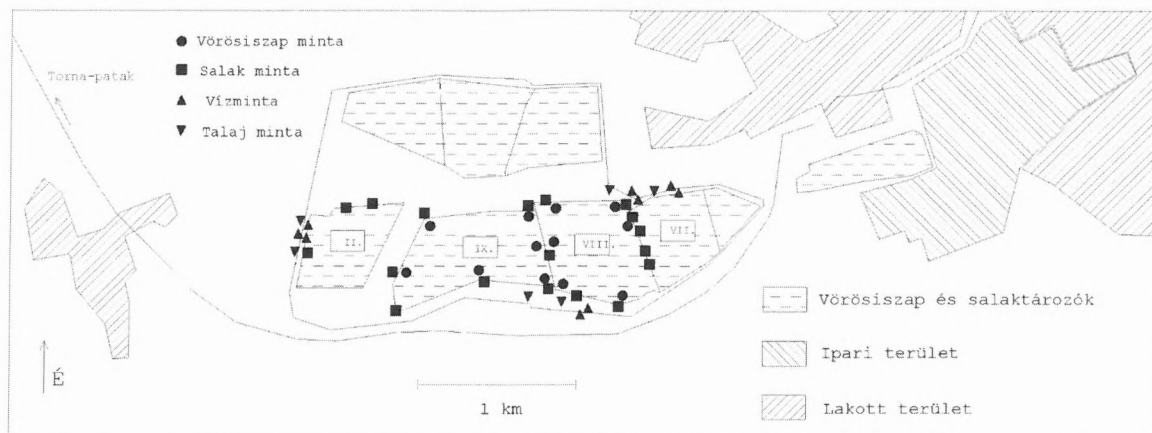 Vörösiszap minta
Salak minta
Torna-patak
Vízminta
Talaj minta
II.
IX.
VIII.
VII.
Vörösiszap és salaktározók
Ipari terület
É
1 km
Lakott terület